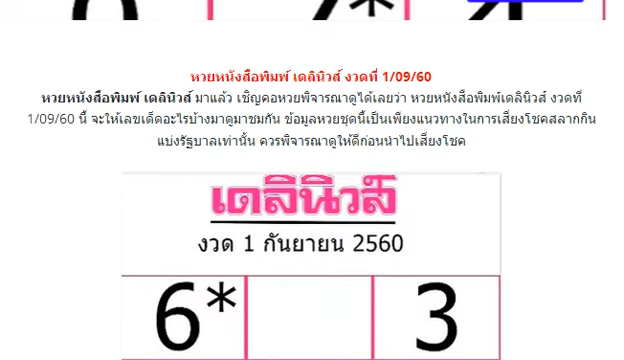 หวยหนังสือพิมพ์ เดลินิวส์ งวดที่ 1/09/60
หวยหนังสือพิมพ์ เดลินิวส์ มาแล้ว เชิญคอหวยพิจารณาดูได้เลยว่า หวยหนังสือพิมพ์เดลินิวส์ งวดที่
1/09/60 นี้ จะให้เลขเด็ดอะไรบ้างมาดูมาชมกัน ข้อมูลหวยชุดนี้เป็นเพียงแนวทางในการเสี่ยงโชคสลากกิน
แบ่งรัฐบาลเท่านั้น ควรพิจารณาดูให้ดีก่อนนำไปเสี่ยงโชค
เดลินิวส์
งวด 1 กันยายน 2560
6* 3